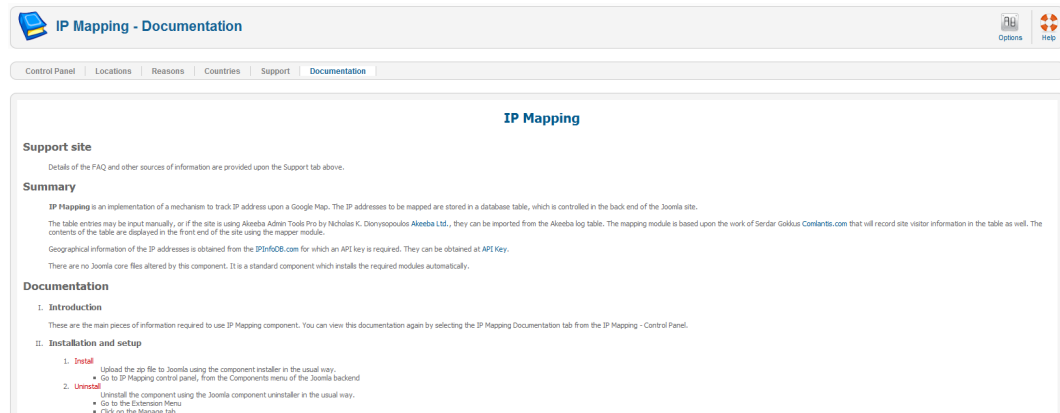 IP Mapping - Documentation
Options
Help
Control Panel
Locations
Reasons
Countries
Support
Documentation
IP Mapping
Support site
Details of the FAQ and other sources of information are provided upon the Support tab above.
Summary
IP Mapping is an implementation of a mechanism to track IP address upon a Google Map. The IP addresses to be mapped are stored in a database table, which is controlled in the back end of the Joomla site.
The table entries may be input manually, or if the site is using Akeeba Admin Tools Pro by Nicholas K. Dionysopoulos Akeeba Ltd., they can be imported from the Akeeba log table. The mapping module is based upon the work of Serdar Gokkus Comlantis.com that will record site visitor information in the table as well. The
contents of the table are displayed in the front end of the site using the mapper module.
Geographical information of the IP addresses is obtained from the IPInfoDB.com for which an API key is required. They can be obtained at API Key.
There are no Joomla core files altered by this component. It is a standard component which installs the required modules automatically.
Documentation
I. Introduction
These are the main pieces of information required to use IP Mapping component. You can view this documentation again by selecting the IP Mapping Documentation tab from the IP Mapping - Control Panel.
II. Installation and setup
1. Install
Upload the zip file to Joomla using the component installer in the usual way.
▪ Go to IP Mapping control panel, from the Components menu of the Joomla backend
2. Uninstall
Uninstall the component using the Joomla component uninstaller in the usual way.
▪ Go to the Extension Menu
▪ Click on the Manage tab